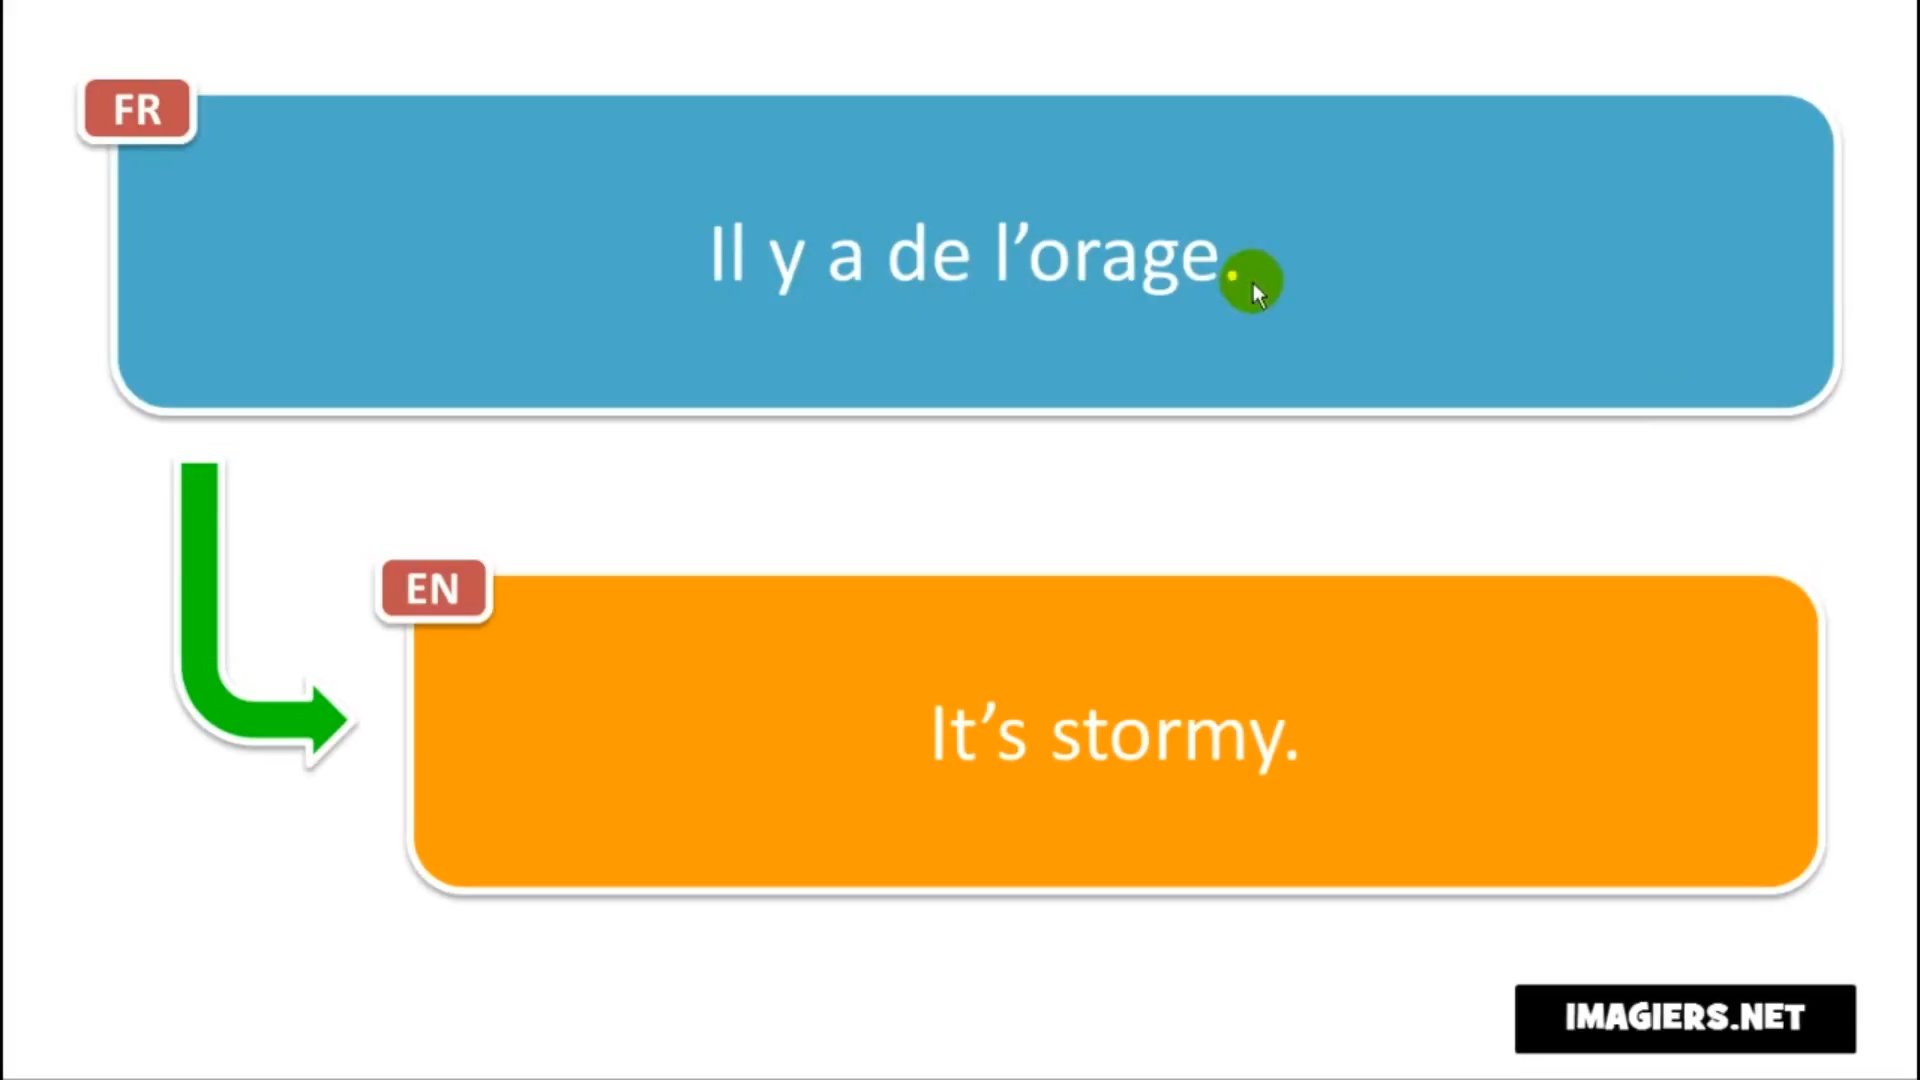 FR
Il y a de l’orage.
EN
It’s stormy.
IMAGIERS.NET